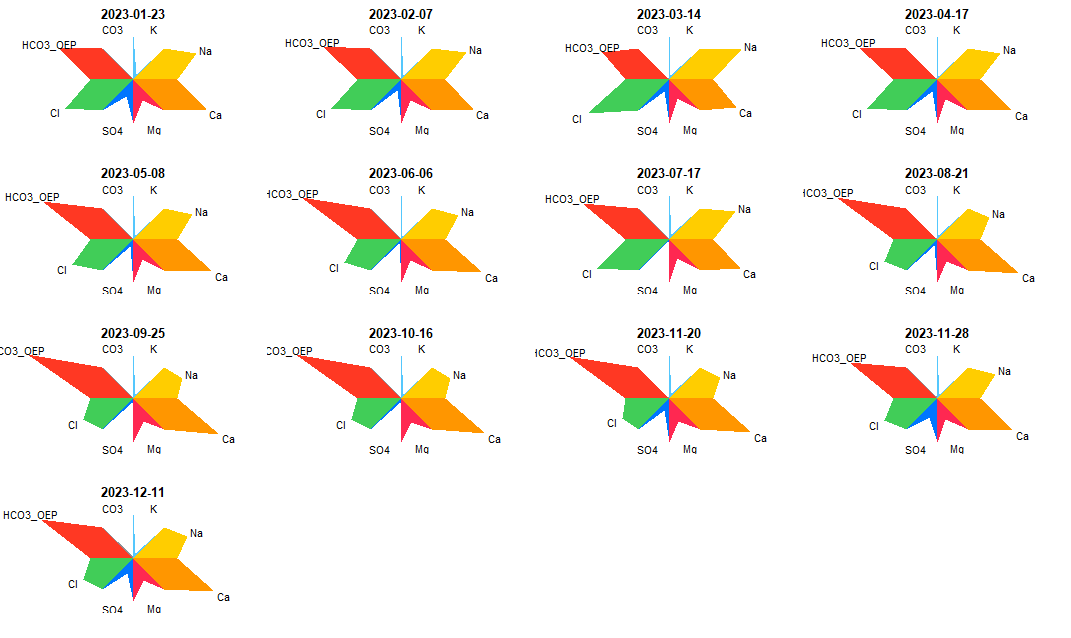 2023-01-23 2023-02-07 2023-03-14 2023-04-17
CO3 K CO3 K CO3 K CO3 K
HCO3_OEP Na HCO3_OEP Na HCO3_OEP Na HCO3_OEP Na
Cl Ca Cl Ca Cl Ca Cl Ca
SO4 Mg SO4 Mg SO4 Mg SO4 Mg
2023-05-08 2023-06-06 2023-07-17 2023-08-21
CO3 K CO3 K CO3 K CO3 K
HCO3_OEP Na HCO3_OEP Na HCO3_OEP Na HCO3_OEP Na
Cl Ca Cl Ca Cl Ca Cl Ca
SO4 Mg SO4 Mg SO4 Mg SO4 Mg
2023-09-25 2023-10-16 2023-11-20 2023-11-28
CO3 K CO3 K CO3 K CO3 K
CO3_OEP Na HCO3_OEP Na HCO3_OEP Na HCO3_OEP Na
Cl Ca Cl Ca Cl Ca Cl Ca
SO4 Mg SO4 Mg SO4 Mg SO4 Mg
2023-12-11
CO3 K
HCO3_OEP Na
Cl Ca
SO4 Mg